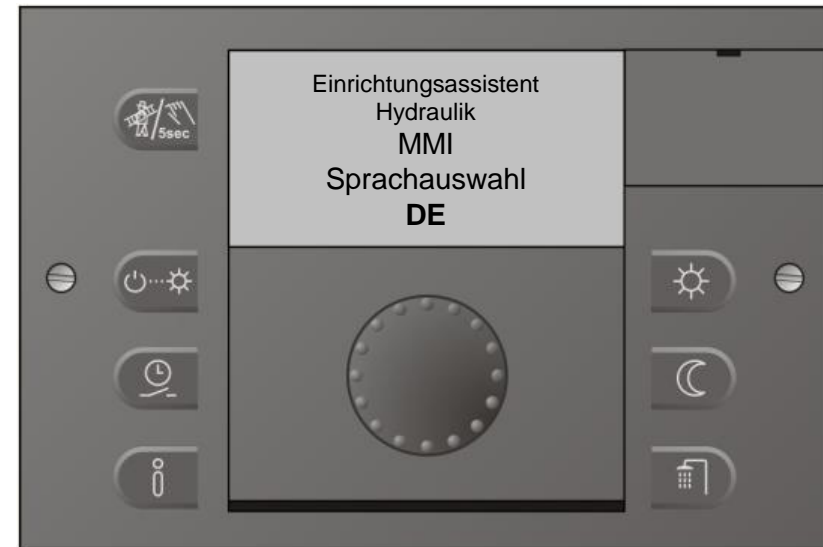 Einrichtungsassistent
Hydraulik
MMI
Sprachauswahl
DE
5sec